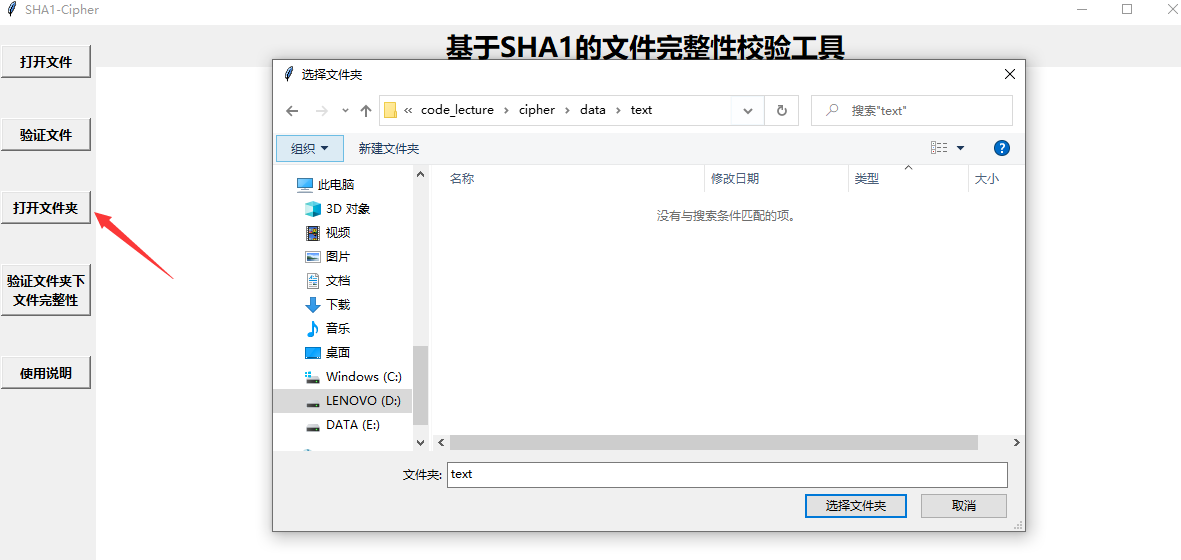 SHA1-Cipher
基于SHA1的文件完整性校验工具
打开文件
验证文件
打开文件夹
验证文件夹下
文件完整性
使用说明
选择文件夹
« code_lecture › cipher › data › text
搜索"text"
组织
新建文件夹
名称
修改日期
类型
大小
没有与搜索条件匹配的项。
此电脑
3D 对象
视频
图片
文档
下载
音乐
桌面
Windows (C:)
LENOVO (D:)
DATA (E:)
文件夹: text
选择文件夹
取消